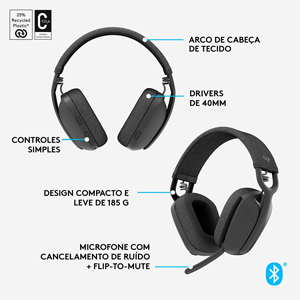 25%
Recycled
Plastic*
C
ARCO DE CABEÇA
DE TECIDO
DRIVERS
DE 40MM
CONTROLES
SIMPLES
DESIGN COMPACTO E
LEVE DE 185 G
MICROFONE COM
CANCELAMENTO DE RUÍDO
+ FLIP-TO-MUTE